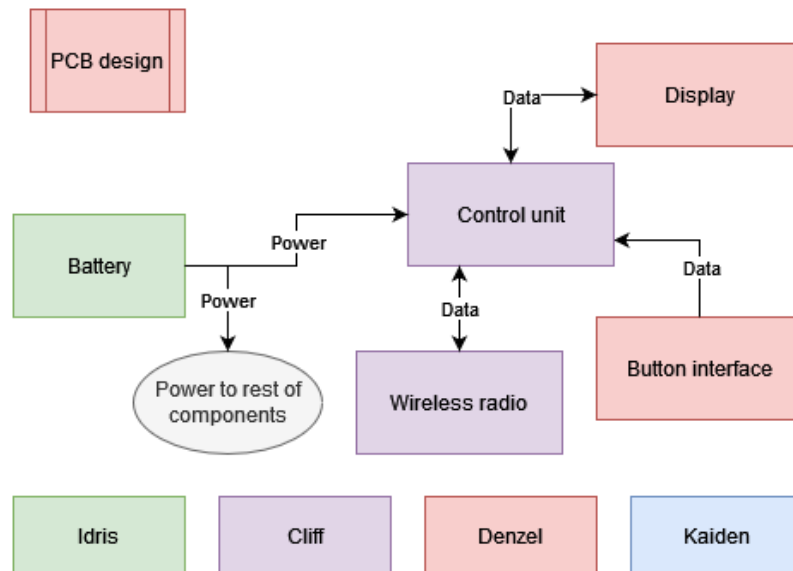 PCB design
Display
Data
Control unit
Power
Battery
Data
Power
Data
Button interface
Power to rest of
components
Wireless radio
Idris
Cliff
Denzel
Kaiden